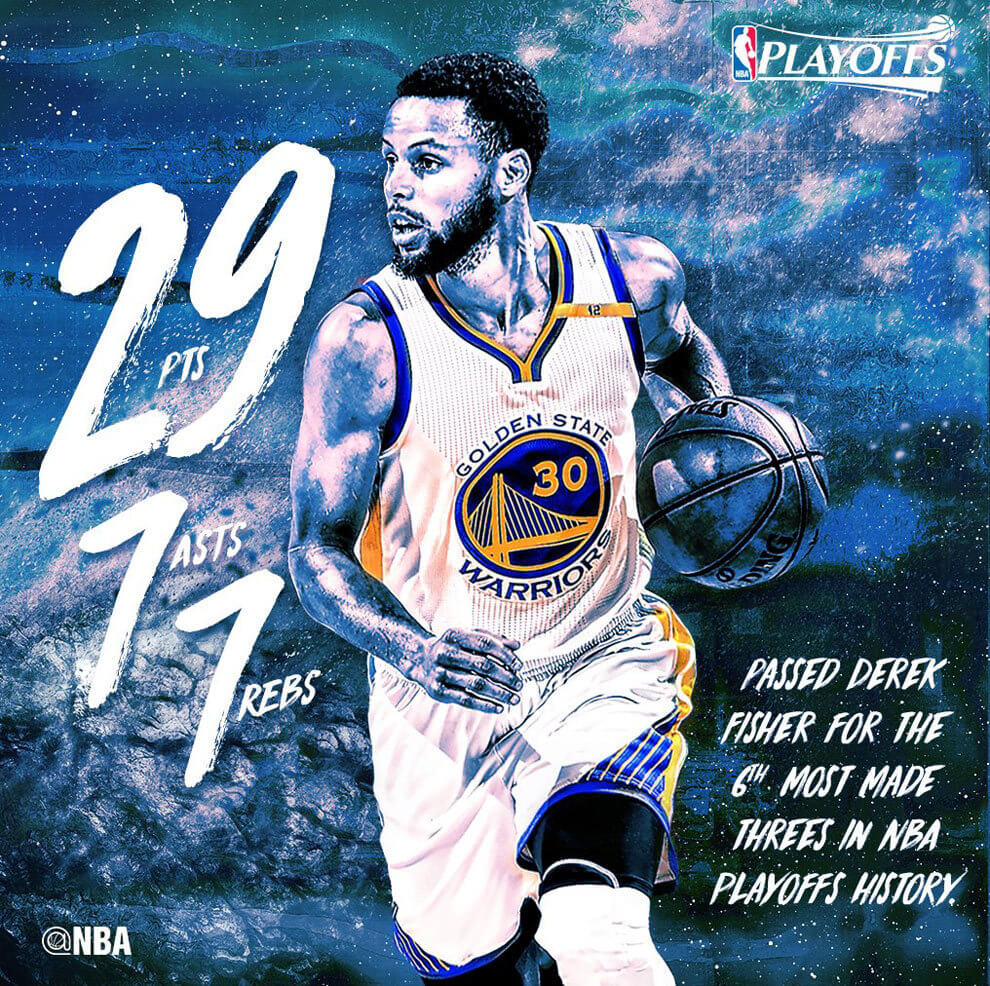 NBA PLAYOFFS
29
PTS
7
ASTS
7
REBS
12
GOLDEN STATE
30
WARRIORS
PASSED DEREK
FISHER FOR THE
6TH MOST MADE
THREES IN NBA
PLAYOFFS HISTORY.
@NBA